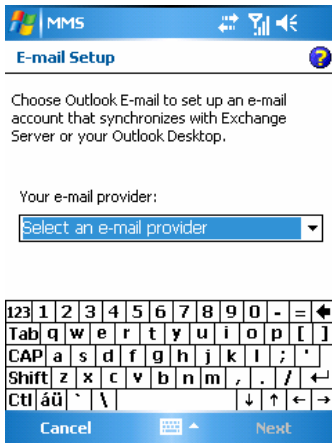 MMS
E-mail Setup
?
Choose Outlook E-mail to set up an e-mail
account that synchronizes with Exchange
Server or your Outlook Desktop.
Your e-mail provider:
Select an e-mail provider
123 1 2 3 4 5 6 7 8 9 0 - = ←
Tab q w e r t y u i o p [ ]
CAP a s d f g h j k l ; '
Shift z x c v b n m , . / ↵
Ctl áü ` \ ↓ ↑ ← →
Cancel Next